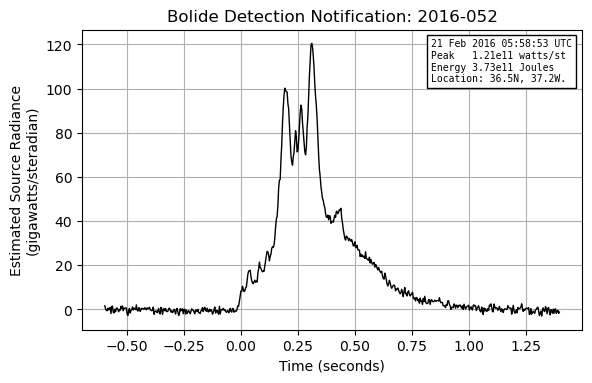 Bolide Detection Notification: 2016-052
21 Feb 2016 05:58:53 UTC
Peak   1.21e11 watts/st
Energy 3.73e11 Joules
Location: 36.5N, 37.2W.
Estimated Source Radiance
(gigawatts/steradian)
120
100
80
60
40
20
0
−0.50 −0.25 0.00 0.25 0.50 0.75 1.00 1.25
Time (seconds)